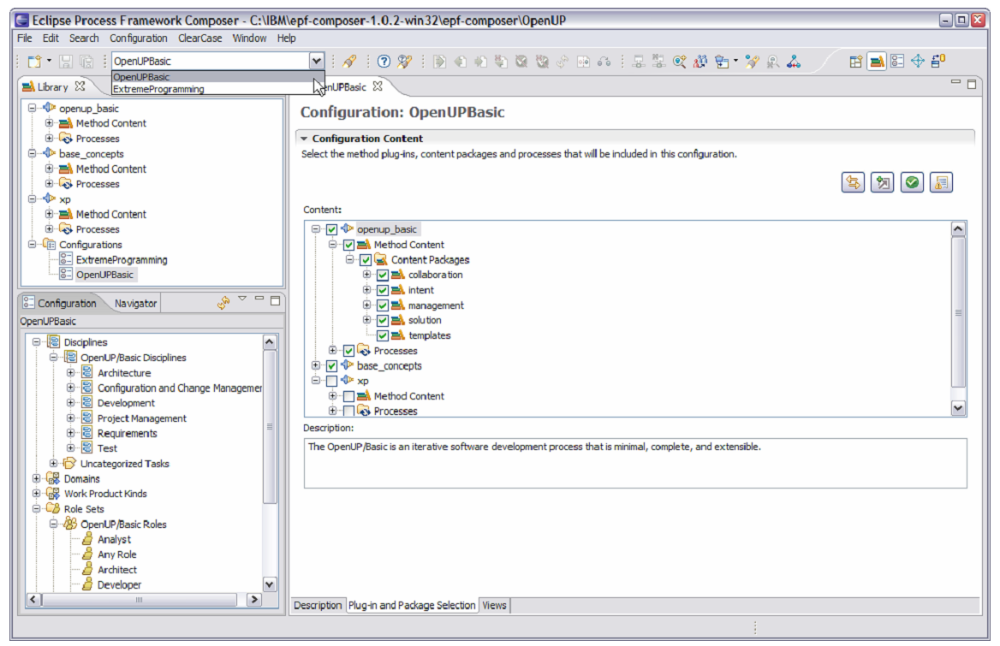 Eclipse Process Framework Composer - C:\IBM\epf-composer-1.0.2-win32\epf-composer\OpenUP
File Edit Search Configuration ClearCase Window Help
OpenUPBasic
OpenUPBasic
ExtremeProgramming
Library
openup_basic
Method Content
Processes
base_concepts
Method Content
Processes
xp
Method Content
Processes
Configurations
ExtremeProgramming
OpenUPBasic
Configuration Navigator
OpenUPBasic
Disciplines
OpenUP/Basic Disciplines
Architecture
Configuration and Change Managemer
Development
Project Management
Requirements
Test
Uncategorized Tasks
Domains
Work Product Kinds
Role Sets
OpenUP/Basic Roles
Analyst
Any Role
Architect
Developer
enUPBasic
Configuration: OpenUPBasic
Configuration Content
Select the method plug-ins, content packages and processes that will be included in this configuration.
Content:
openup_basic
Method Content
Content Packages
collaboration
intent
management
solution
templates
Processes
base_concepts
xp
Method Content
Processes
Description:
The OpenUP/Basic is an iterative software development process that is minimal, complete, and extensible.
Description Plug-in and Package Selection Views